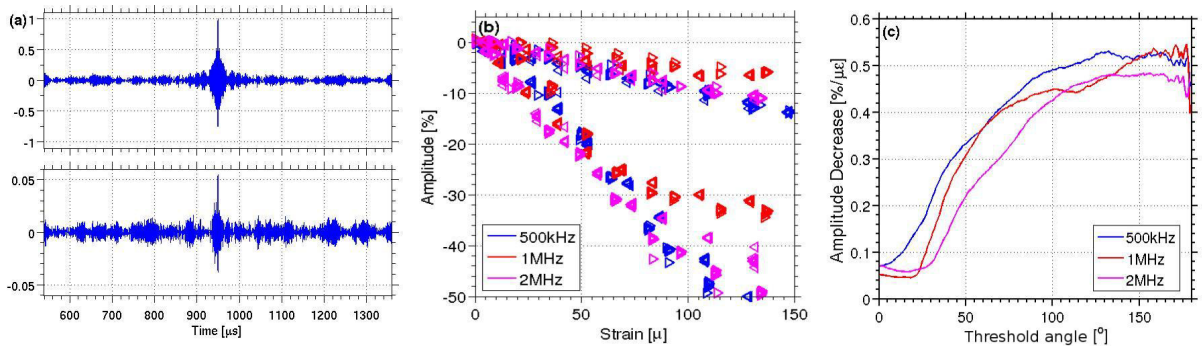 (a)
1
0.5
0
-0.5
-1
0.05
0
-0.05
600 700 800 900 1000 1100 1200 1300
Time [μs]
(b)
0
-10
-20
-30
-40
-50
Amplitude [%]
500kHz
1MHz
2MHz
0 50 100 150
Strain [μ]
(c)
0.6
0.5
0.4
0.3
0.2
0.1
0
Amplitude Decrease [%/μs]
500kHz
1MHz
2MHz
0 50 100 150
Threshold angle [°]